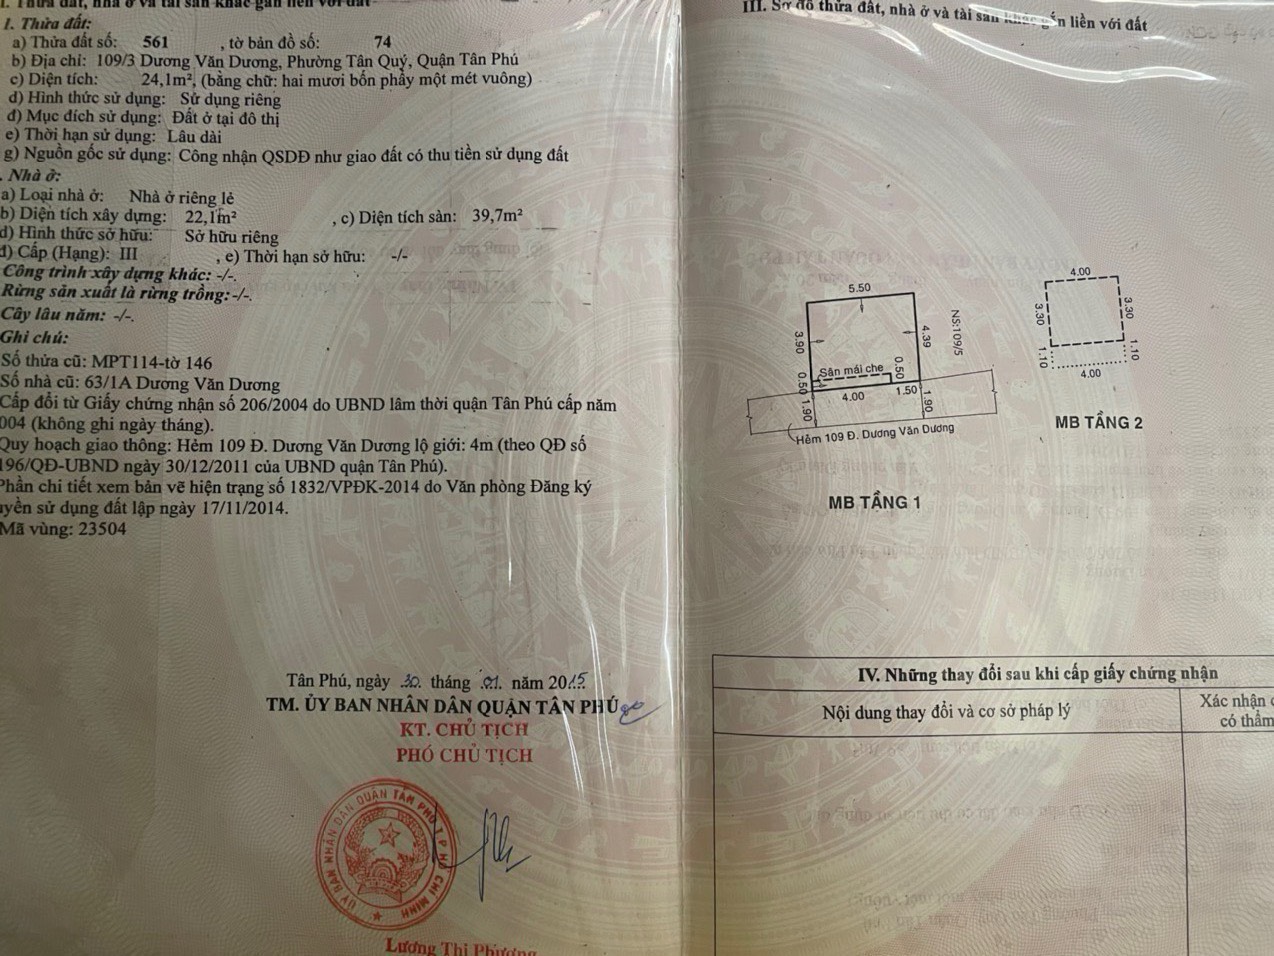 I. Thửa đất, nhà ở và tài sản khác gắn liền với đất
1. Thửa đất:
a) Thửa đất số: 561 , tờ bản đồ số: 74
b) Địa chỉ: 109/3 Dương Văn Dương, Phường Tân Quý, Quận Tân Phú
c) Diện tích: 24,1m², (bằng chữ: hai mươi bốn phẩy một mét vuông)
d) Hình thức sử dụng: Sử dụng riêng
đ) Mục đích sử dụng: Đất ở tại đô thị
e) Thời hạn sử dụng: Lâu dài
g) Nguồn gốc sử dụng: Công nhận QSDĐ như giao đất có thu tiền sử dụng đất
. Nhà ở:
a) Loại nhà ở: Nhà ở riêng lẻ
b) Diện tích xây dựng: 22,1m² , c) Diện tích sàn: 39,7m²
d) Hình thức sở hữu: Sở hữu riêng
đ) Cấp (Hạng): III , e) Thời hạn sở hữu: -/-
Công trình xây dựng khác: -/-.
Rừng sản xuất là rừng trồng: -/-.
Cây lâu năm: -/-.
Ghi chú:
Số thửa cũ: MPT114-tờ 146
Số nhà cũ: 63/1A Dương Văn Dương
Cấp đổi từ Giấy chứng nhận số 206/2004 do UBND lâm thời quận Tân Phú cấp năm
004 (không ghi ngày tháng).
Quy hoạch giao thông: Hẻm 109 Đ. Dương Văn Dương lộ giới: 4m (theo QĐ số
196/QĐ-UBND ngày 30/12/2011 của UBND quận Tân Phú).
Phần chi tiết xem bản vẽ hiện trạng số 1832/VPĐK-2014 do Văn phòng Đăng ký
uyền sử dụng đất lập ngày 17/11/2014.
Mã vùng: 23504
Tân Phú, ngày 30 tháng 01 năm 2015
TM. ỦY BAN NHÂN DÂN QUẬN TÂN PHÚ
KT. CHỦ TỊCH
PHÓ CHỦ TỊCH
ỦY BAN NHÂN DÂN QUẬN TÂN PHÚ T.P HỒ CHÍ MINH
Lương Thị Phương
III. Sơ đồ thửa đất, nhà ở và tài sản khác gắn liền với đất
5.50
3.90
4.39
NS:109/5
Sân mái che
0.50
0.50
4.00
1.50
1.90
1.90
Hẻm 109 Đ. Dương Văn Dương
MB TẦNG 1
4.00
3.30
3.30
1.10
1.10
4.00
MB TẦNG 2
IV. Những thay đổi sau khi cấp giấy chứng nhận
Nội dung thay đổi và cơ sở pháp lý
Xác nhận c
có thẩm